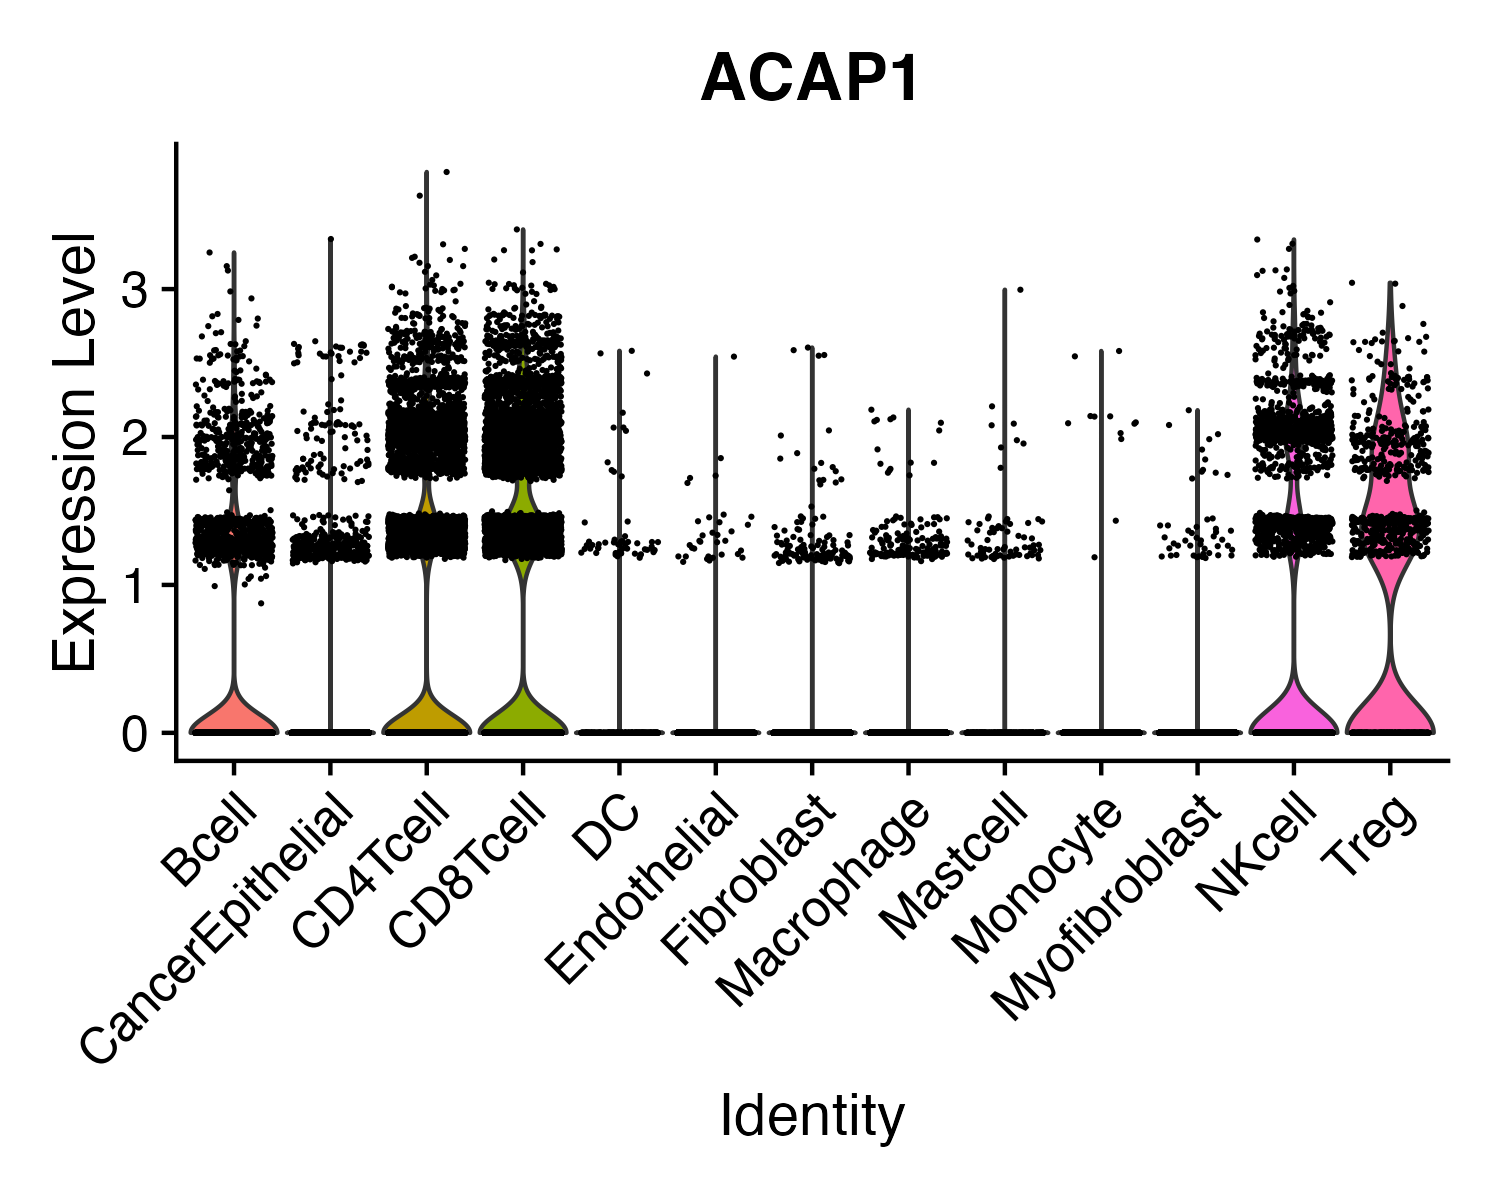 ACAP1
Expression Level
3
2
1
0
Bcell
CancerEpithelial
CD4Tcell
CD8Tcell
DC
Endothelial
Fibroblast
Macrophage
Mastcell
Monocyte
Myofibroblast
NKcell
Treg
Identity